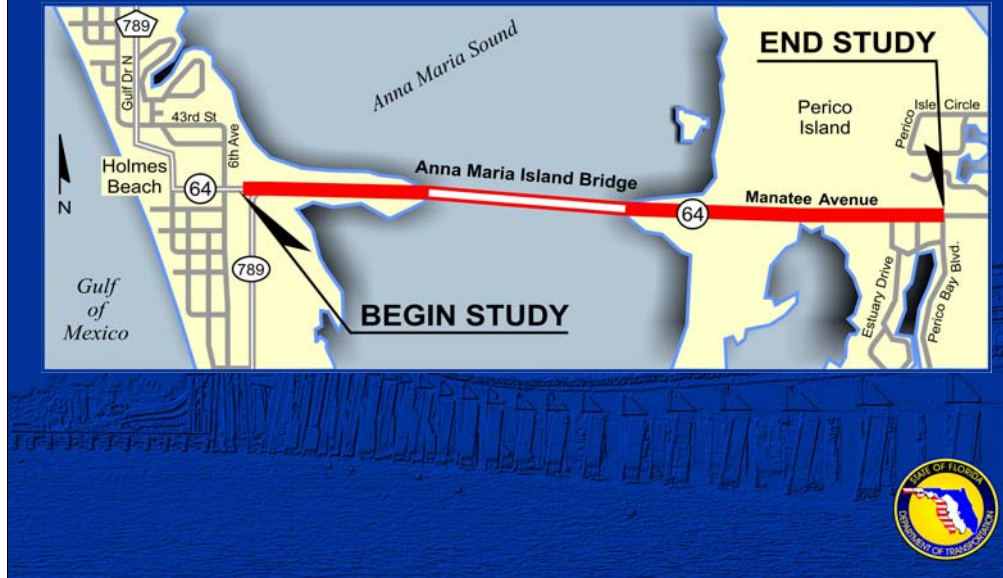 789
Gulf Dr N
43rd St
6th Ave
Holmes
Beach
64
N
789
Gulf
of
Mexico
BEGIN STUDY
Anna Maria Sound
Anna Maria Island Bridge
64
Manatee Avenue
END STUDY
Perico
Island
Perico Isle Circle
Estuary Drive
Perico Bay Blvd.
STATE OF FLORIDA
DEPARTMENT OF TRANSPORTATION